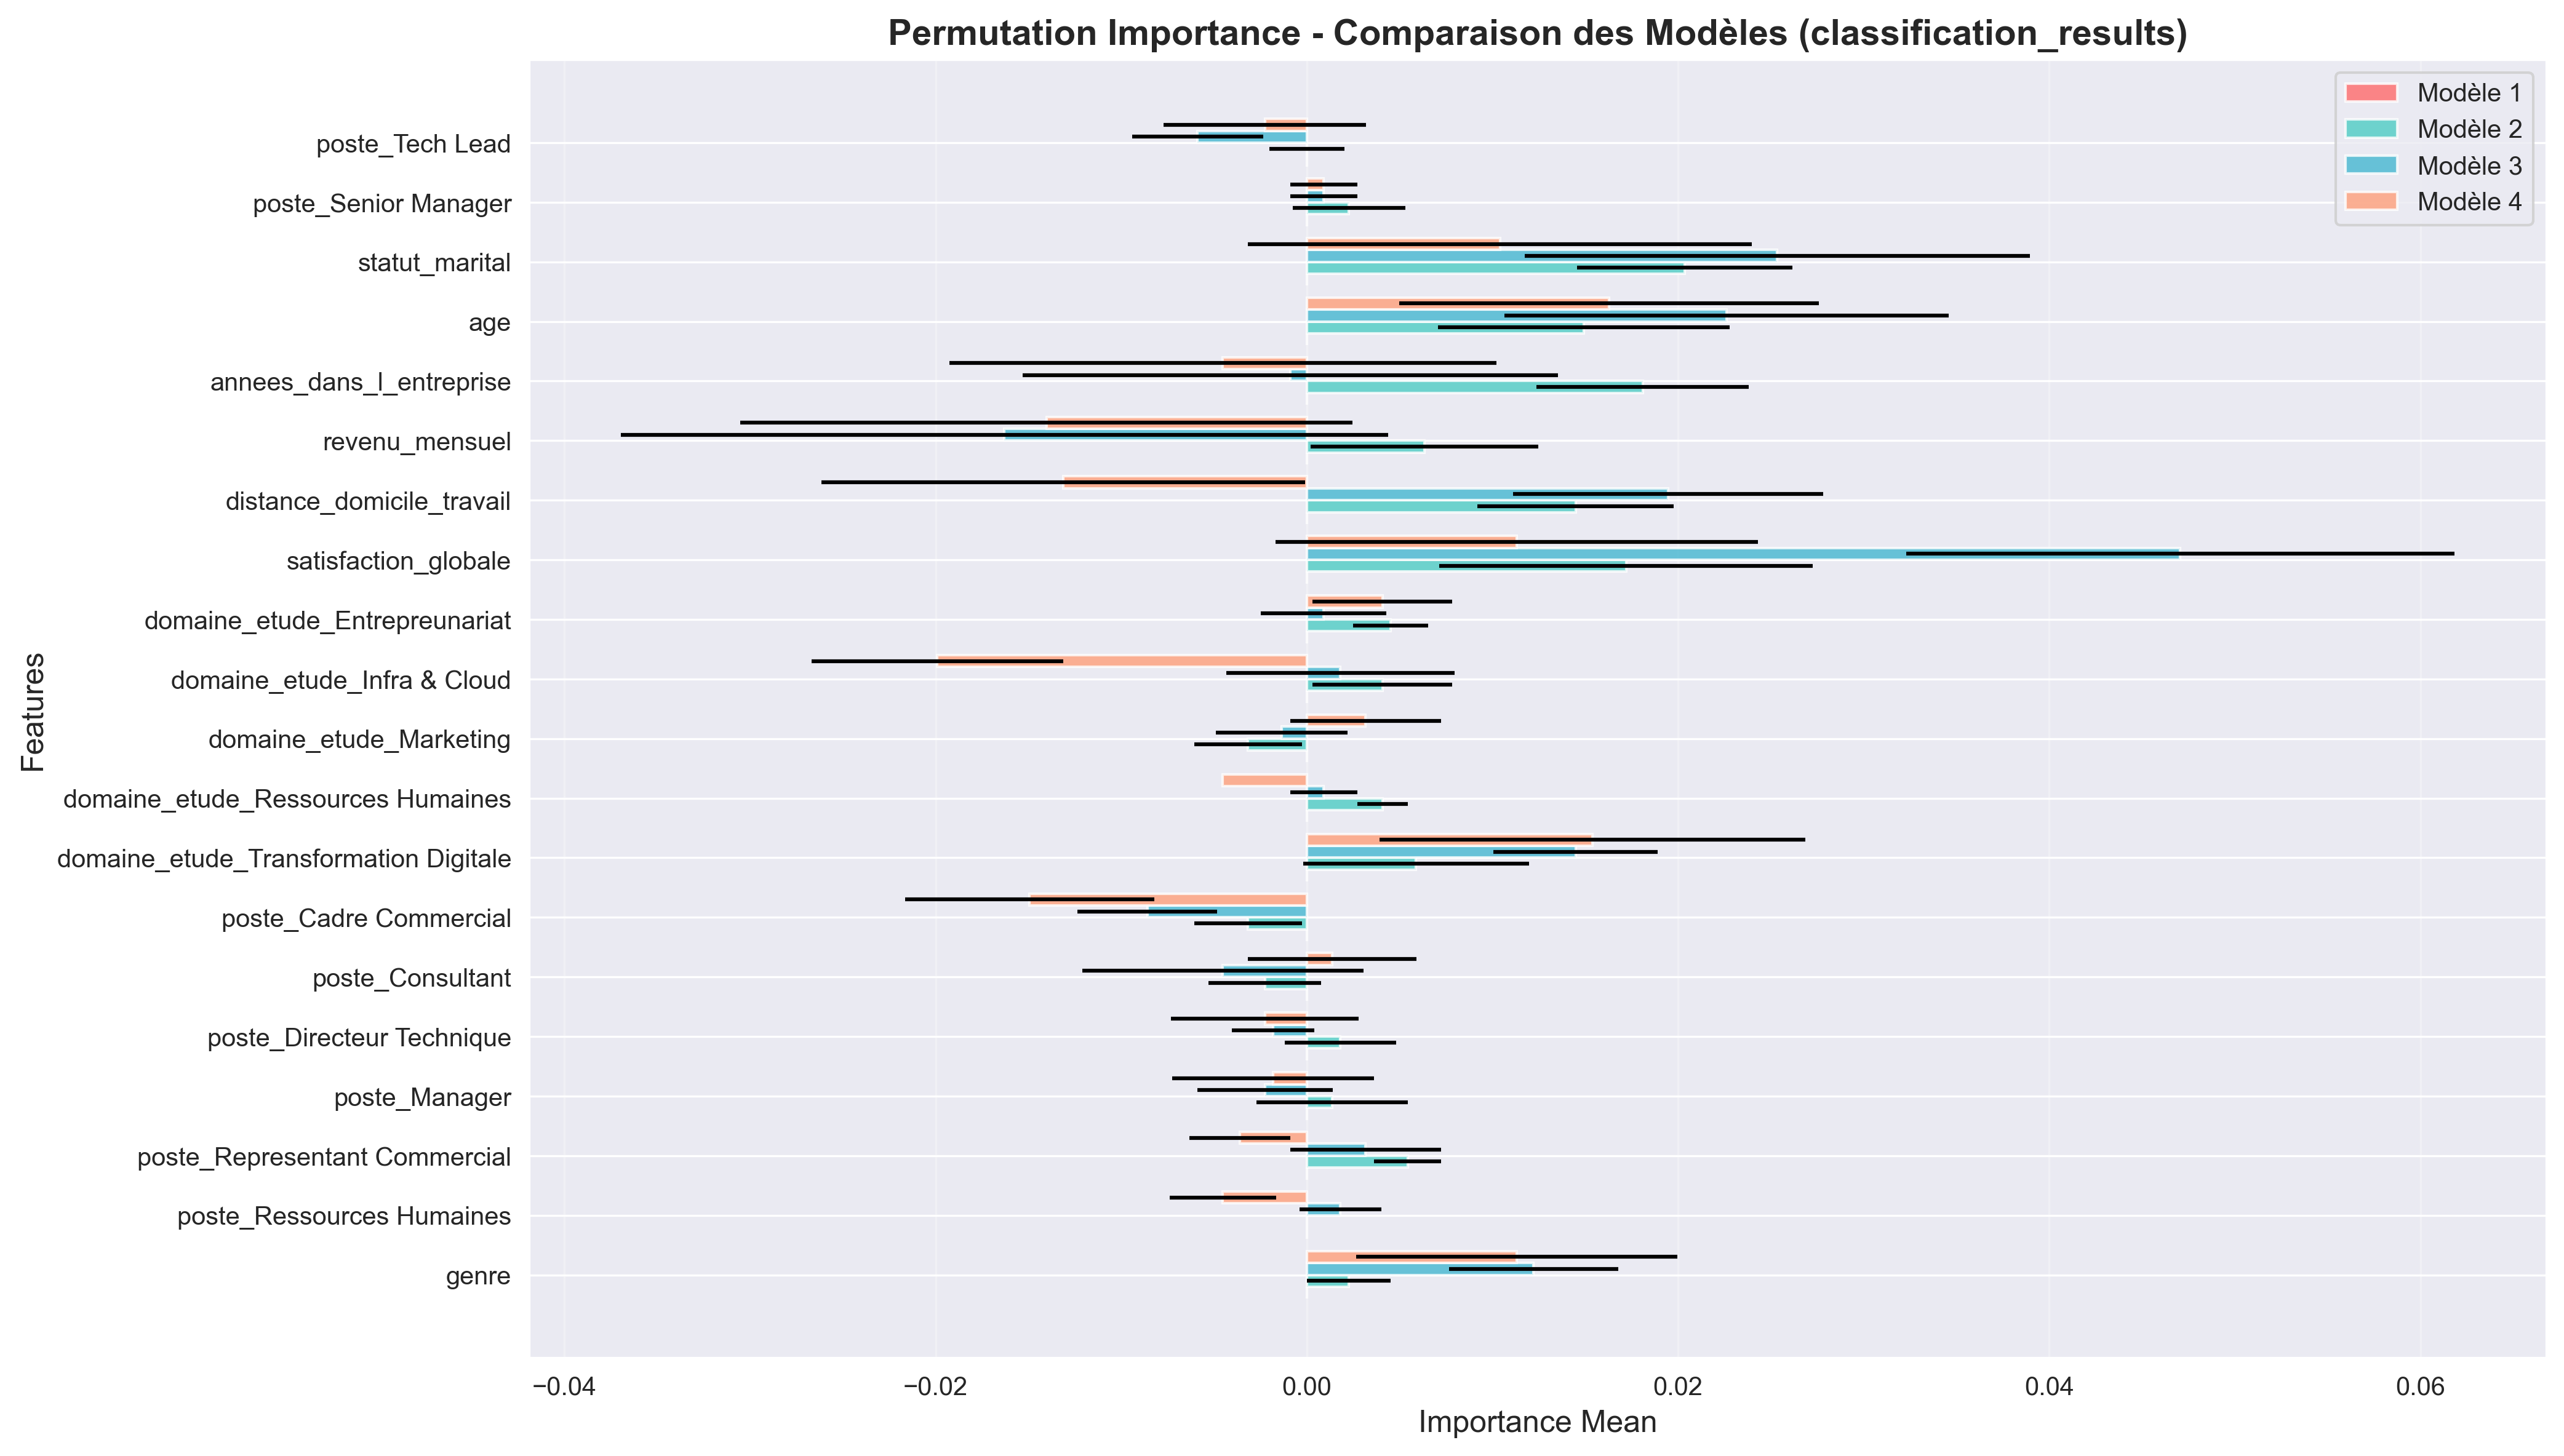 Permutation Importance - Comparaison des Modèles (classification_results)
Modèle 1
Modèle 2
Modèle 3
Modèle 4
poste_Tech Lead
poste_Senior Manager
statut_marital
age
annees_dans_l_entreprise
revenu_mensuel
distance_domicile_travail
satisfaction_globale
domaine_etude_Entrepreunariat
domaine_etude_Infra & Cloud
domaine_etude_Marketing
domaine_etude_Ressources Humaines
domaine_etude_Transformation Digitale
poste_Cadre Commercial
poste_Consultant
poste_Directeur Technique
poste_Manager
poste_Representant Commercial
poste_Ressources Humaines
genre
Features
−0.04
−0.02
0.00
0.02
0.04
0.06
Importance Mean